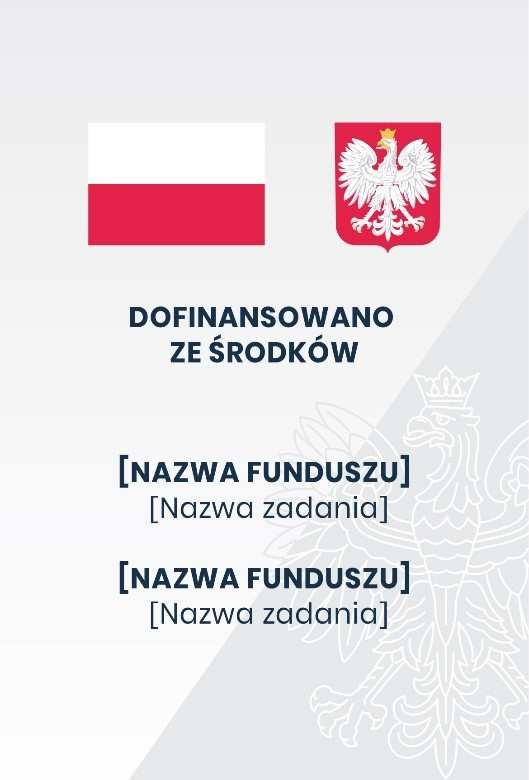 DOFINANSOWANO
ZE ŚRODKÓW
[NAZWA FUNDUSZU]
[Nazwa zadania]
[NAZWA FUNDUSZU]
[Nazwa zadania]